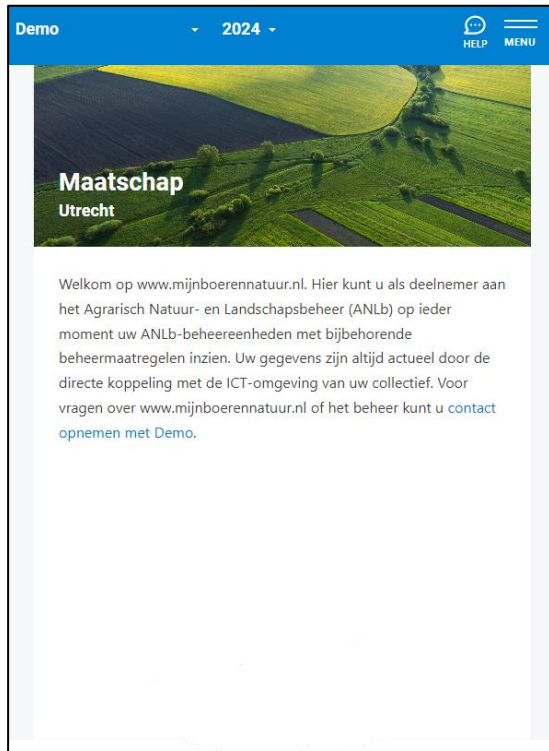 Demo 2024 HELP MENU
Maatschap
Utrecht
Welkom op www.mijnboerennatuur.nl. Hier kunt u als deelnemer aan
het Agrarisch Natuur- en Landschapsbeheer (ANLb) op ieder
moment uw ANLb-beheereenheden met bijbehorende
beheermaatregelen inzien. Uw gegevens zijn altijd actueel door de
directe koppeling met de ICT-omgeving van uw collectief. Voor
vragen over www.mijnboerennatuur.nl of het beheer kunt u contact
opnemen met Demo.